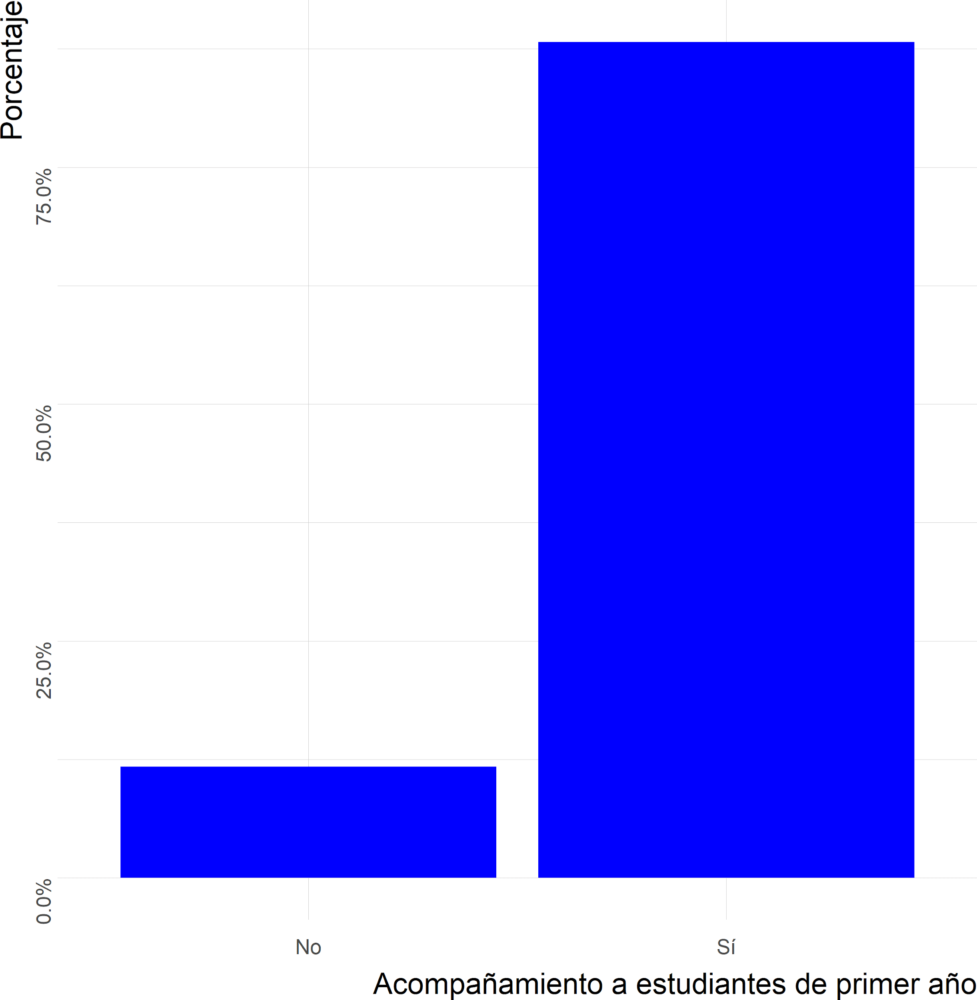 Porcentaje
75.0%
50.0%
25.0%
0.0%
No
Sí
Acompañamiento a estudiantes de primer año